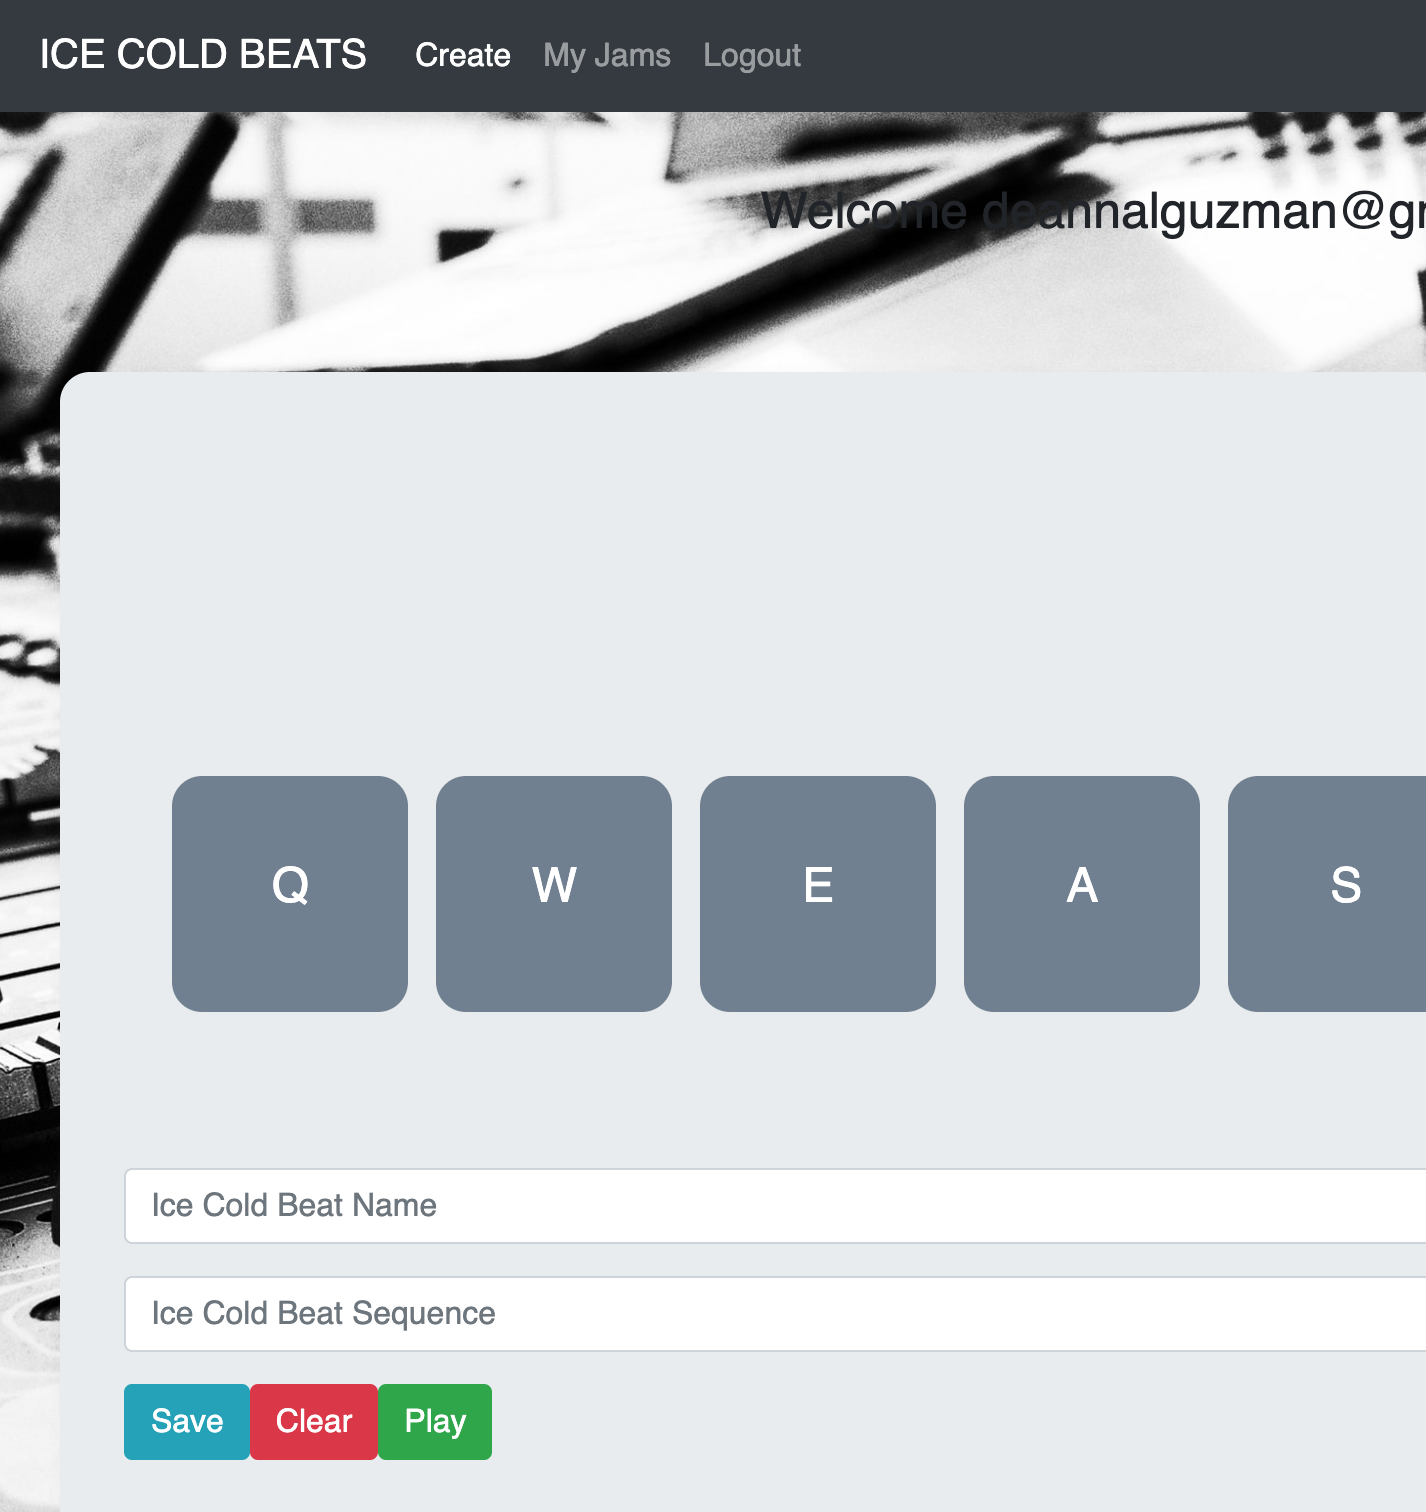 ICE COLD BEATS Create My Jams Logout
Welcome deannalguzman@gm
Q W E A S
Ice Cold Beat Name
Ice Cold Beat Sequence
Save Clear Play